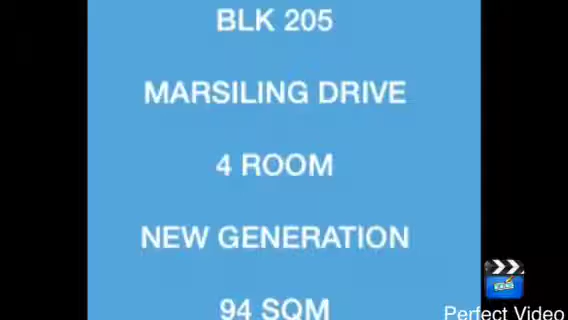 BLK 205
MARSILING DRIVE
4 ROOM
NEW GENERATION
94 SQM
Perfect Video